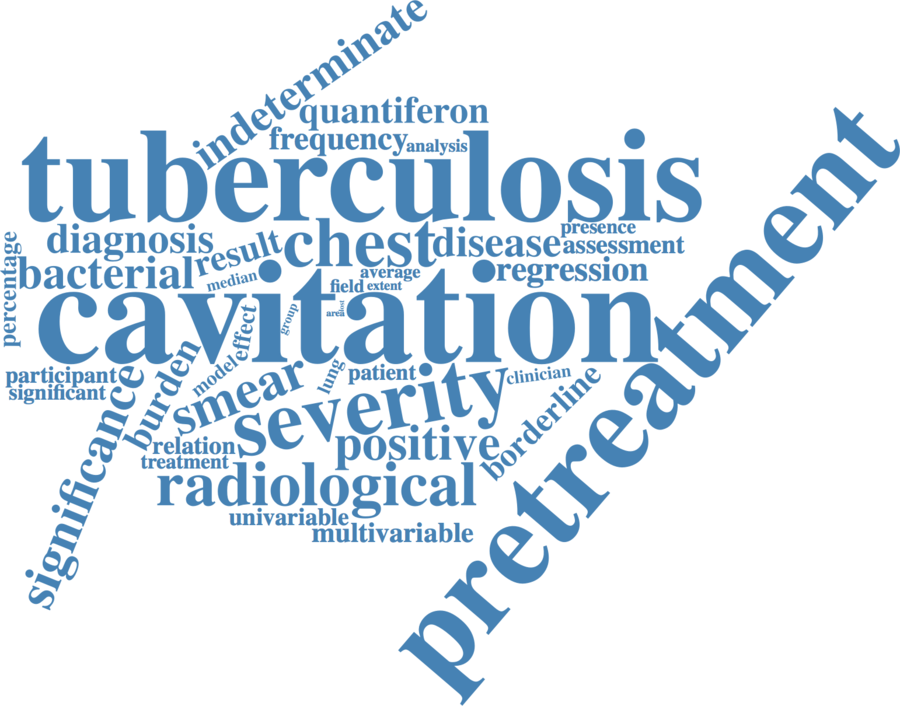 indeterminate
quantiferon
frequency
analysis
tuberculosis
pretreatment
presence
diagnosis
result
chest
disease
assessment
percentage
bacterial
median
average
regression
field
extent
cavitation
area
group
effect
model
lung
participant
significant
burden
smear
patient
clinician
severity
borderline
significance
relation
positive
treatment
radiological
univariable
multivariable